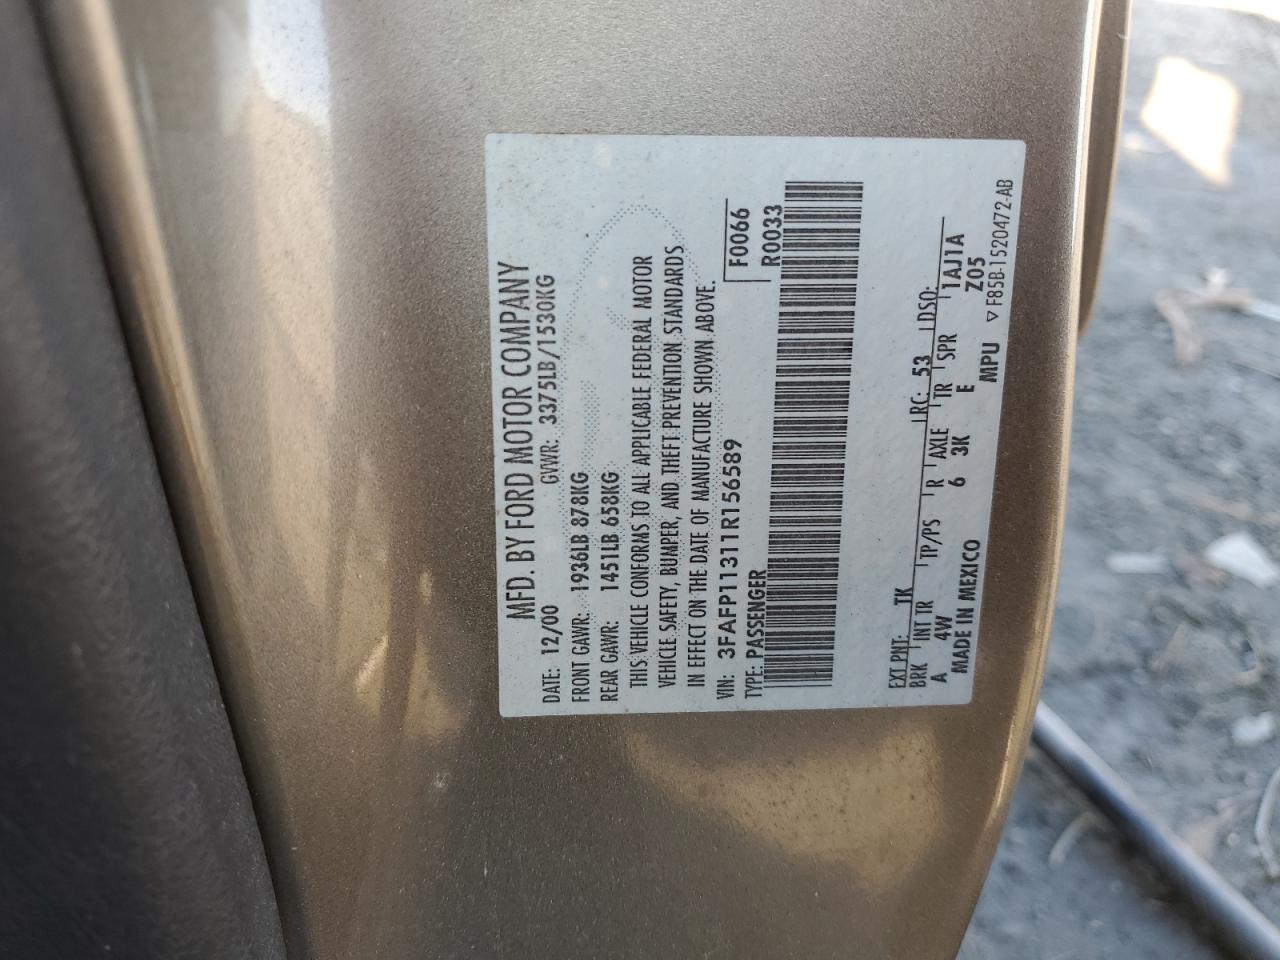 MFD. BY FORD MOTOR COMPANY
DATE: 12/00 GVWR: 3375LB/1530KG
FRONT GAWR: 1936LB 878KG
REAR GAWR: 1451LB 658KG
THIS VEHICLE CONFORMS TO ALL APPLICABLE FEDERAL MOTOR
VEHICLE SAFETY, BUMPER, AND THEFT PREVENTION STANDARDS
IN EFFECT ON THE DATE OF MANUFACTURE SHOWN ABOVE.
VIN: 3FAFP11311R156589 F0066
TYPE: PASSENGER R0033
EXT PNT: TK RC: 53 DSO:
BRK INT TR TP/PS R AXLE TR SPR 1AJ1A
A 4W 6 3K E Z05
MADE IN MEXICO MPU ▽F85B-1520472-AB